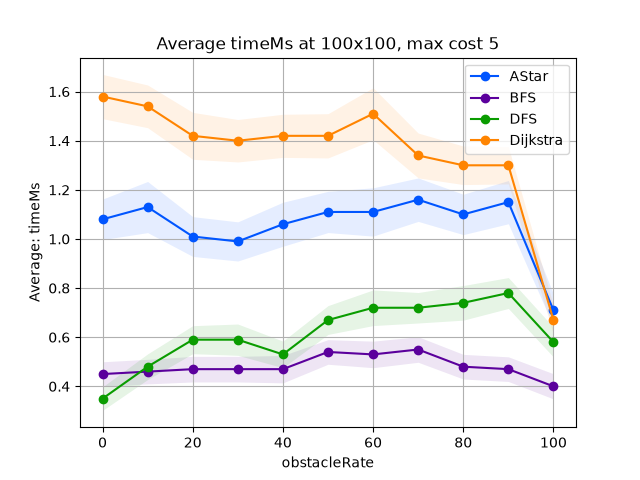 Average timeMs at 100x100, max cost 5
AStar
BFS
DFS
Dijkstra
1.6
1.4
1.2
1.0
0.8
0.6
0.4
Average: timeMs
0 20 40 60 80 100
obstacleRate